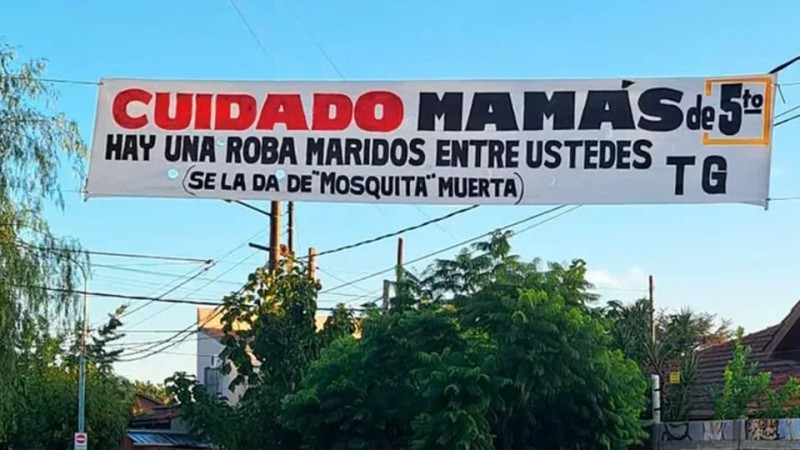 CUIDADO MAMÁS de 5to
HAY UNA ROBA MARIDOS ENTRE USTEDES
(SE LA DA DE "MOSQUITA" MUERTA)
TG